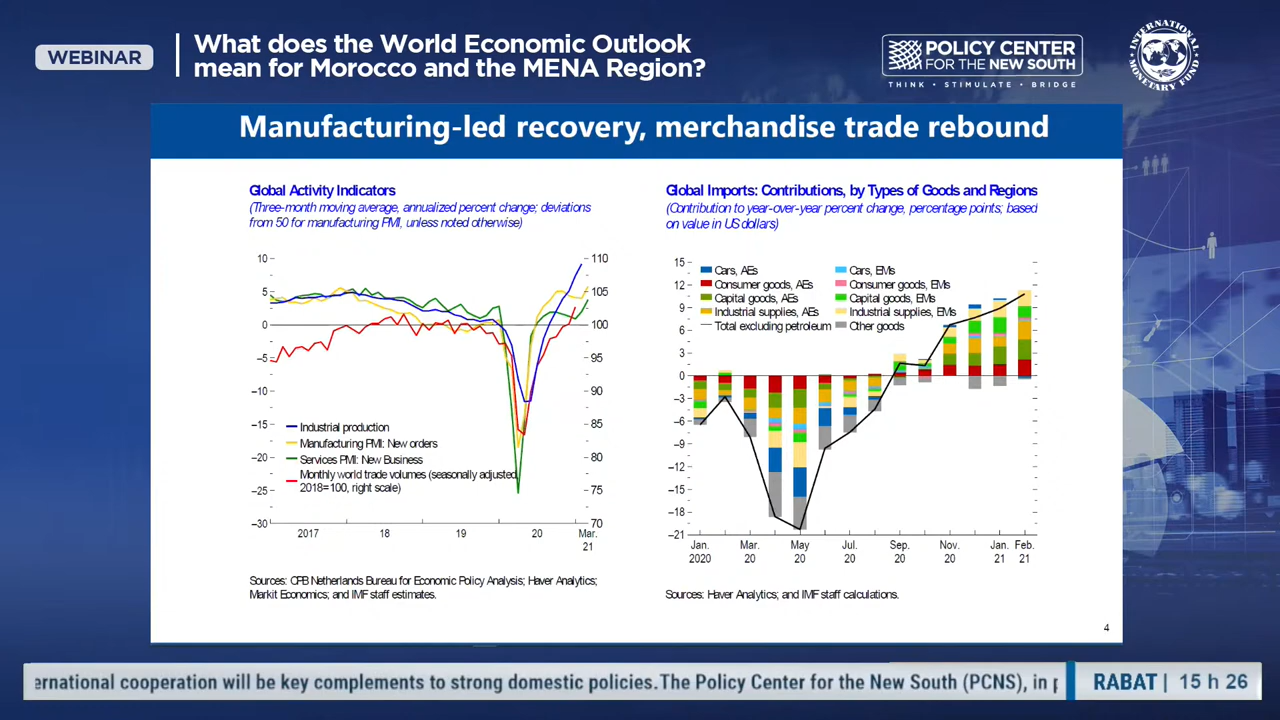 WEBINAR
What does the World Economic Outlook
mean for Morocco and the MENA Region?
POLICY CENTER
FOR THE NEW SOUTH
THINK • STIMULATE • BRIDGE
INTERNATIONAL MONETARY FUND
Manufacturing-led recovery, merchandise trade rebound
Global Activity Indicators
(Three-month moving average, annualized percent change; deviations
from 50 for manufacturing PMI, unless noted otherwise)
10
5
0
–5
–10
–15
–20
–25
–30
110
105
100
95
90
85
80
75
70
Industrial production
Manufacturing PMI: New orders
Services PMI: New Business
Monthly world trade volumes (seasonally adjusted,
2018=100, right scale)
2017 18 19 20 Mar.
21
Sources: CPB Netherlands Bureau for Economic Policy Analysis; Haver Analytics;
Markit Economics; and IMF staff estimates.
Global Imports: Contributions, by Types of Goods and Regions
(Contribution to year-over-year percent change, percentage points; based
on value in US dollars)
15
12
9
6
3
0
–3
–6
–9
–12
–15
–18
–21
Cars, AEs Cars, EMs
Consumer goods, AEs Consumer goods, EMs
Capital goods, AEs Capital goods, EMs
Industrial supplies, AEs Industrial supplies, EMs
Total excluding petroleum Other goods
Jan. Mar. May Jul. Sep. Nov. Jan. Feb.
2020 20 20 20 20 20 21 21
Sources: Haver Analytics; and IMF staff calculations.
4
ernational cooperation will be key complements to strong domestic policies.The Policy Center for the New South (PCNS), in p
RABAT | 15 h 26